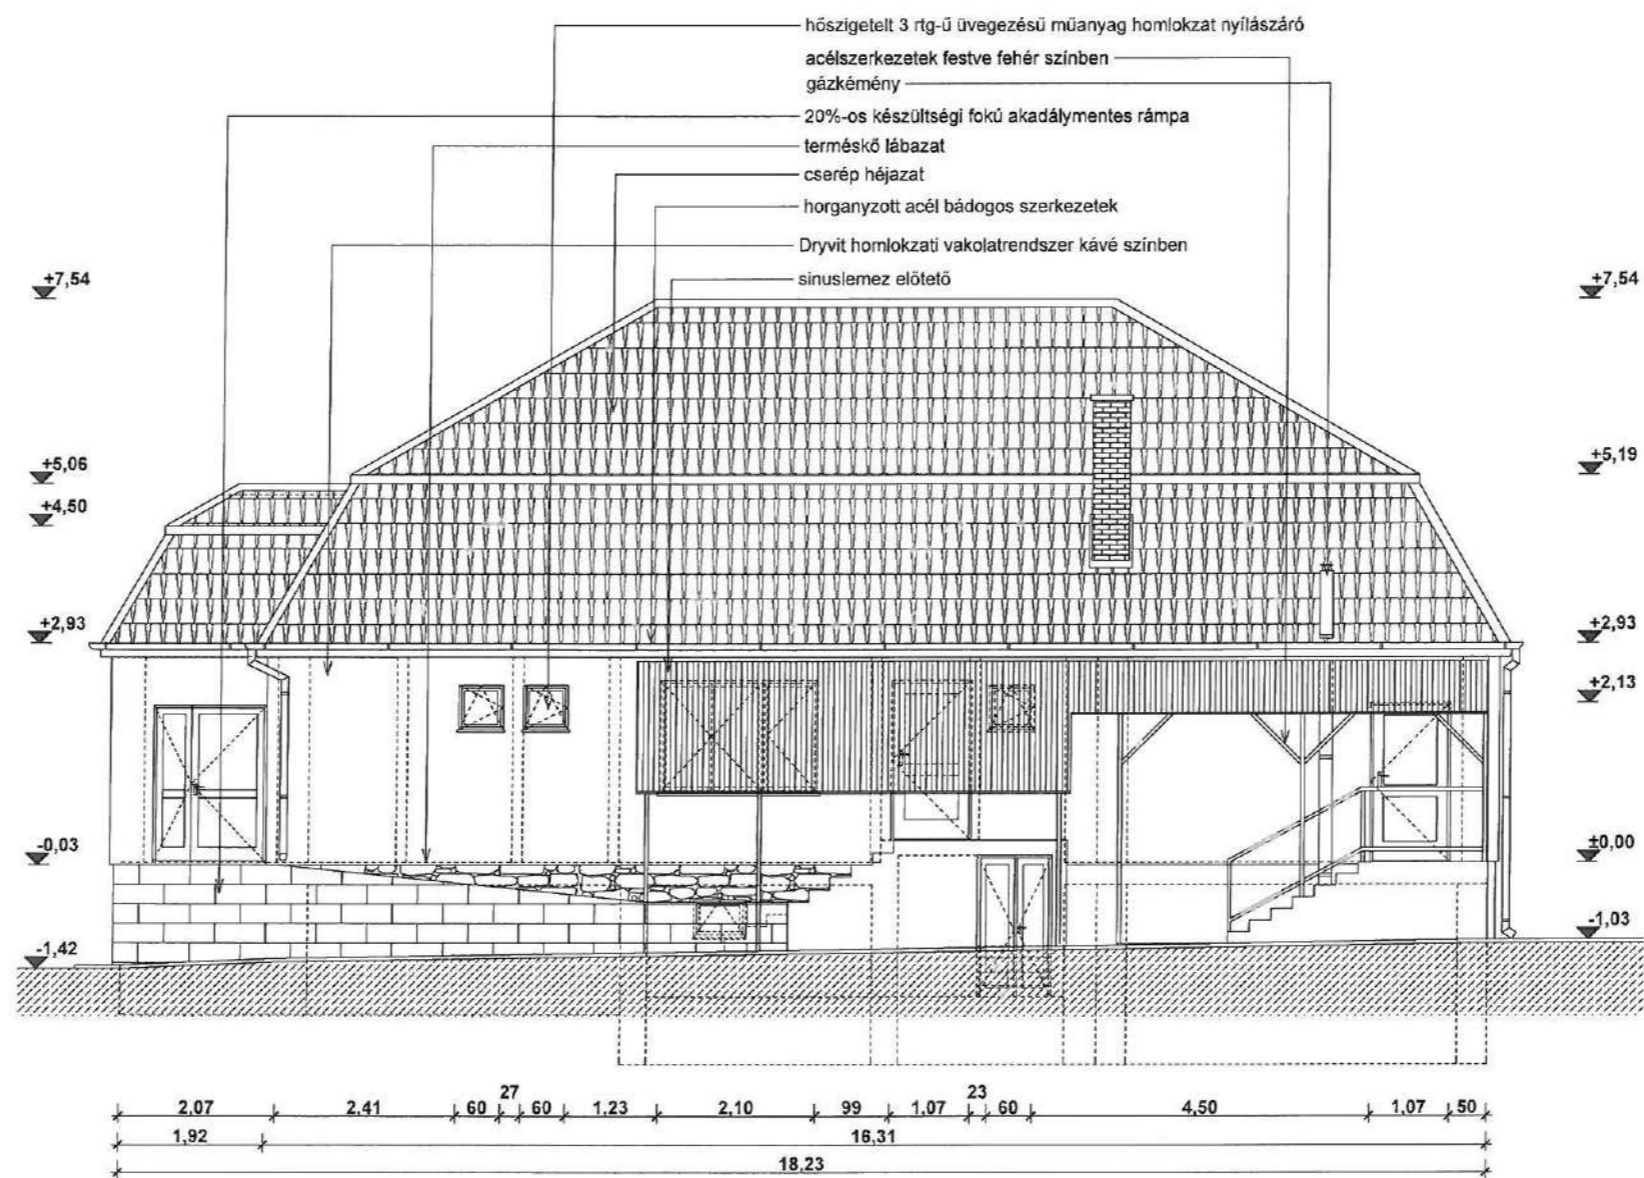 hőszigetelt 3 rtg-ű üvegezésű műanyag homlokzat nyílászáró
acélszerkezetek festve fehér színben
gázkémény
20%-os készültségi fokú akadálymentes rámpa
terméskő lábazat
cserép héjazat
horganyzott acél bádogos szerkezetek
Dryvit homlokzati vakolatrendszer kávé színben
sinuslemez előtető
+7,54
+7,54
+5,06
+5,19
+4,50
+2,93
+2,93
+2,13
-0,03
±0,00
-1,03
-1,42
2,07 2,41 60 27 60 1,23 2,10 99 1,07 23 60 4,50 1,07 50
1,92 16,31
18,23